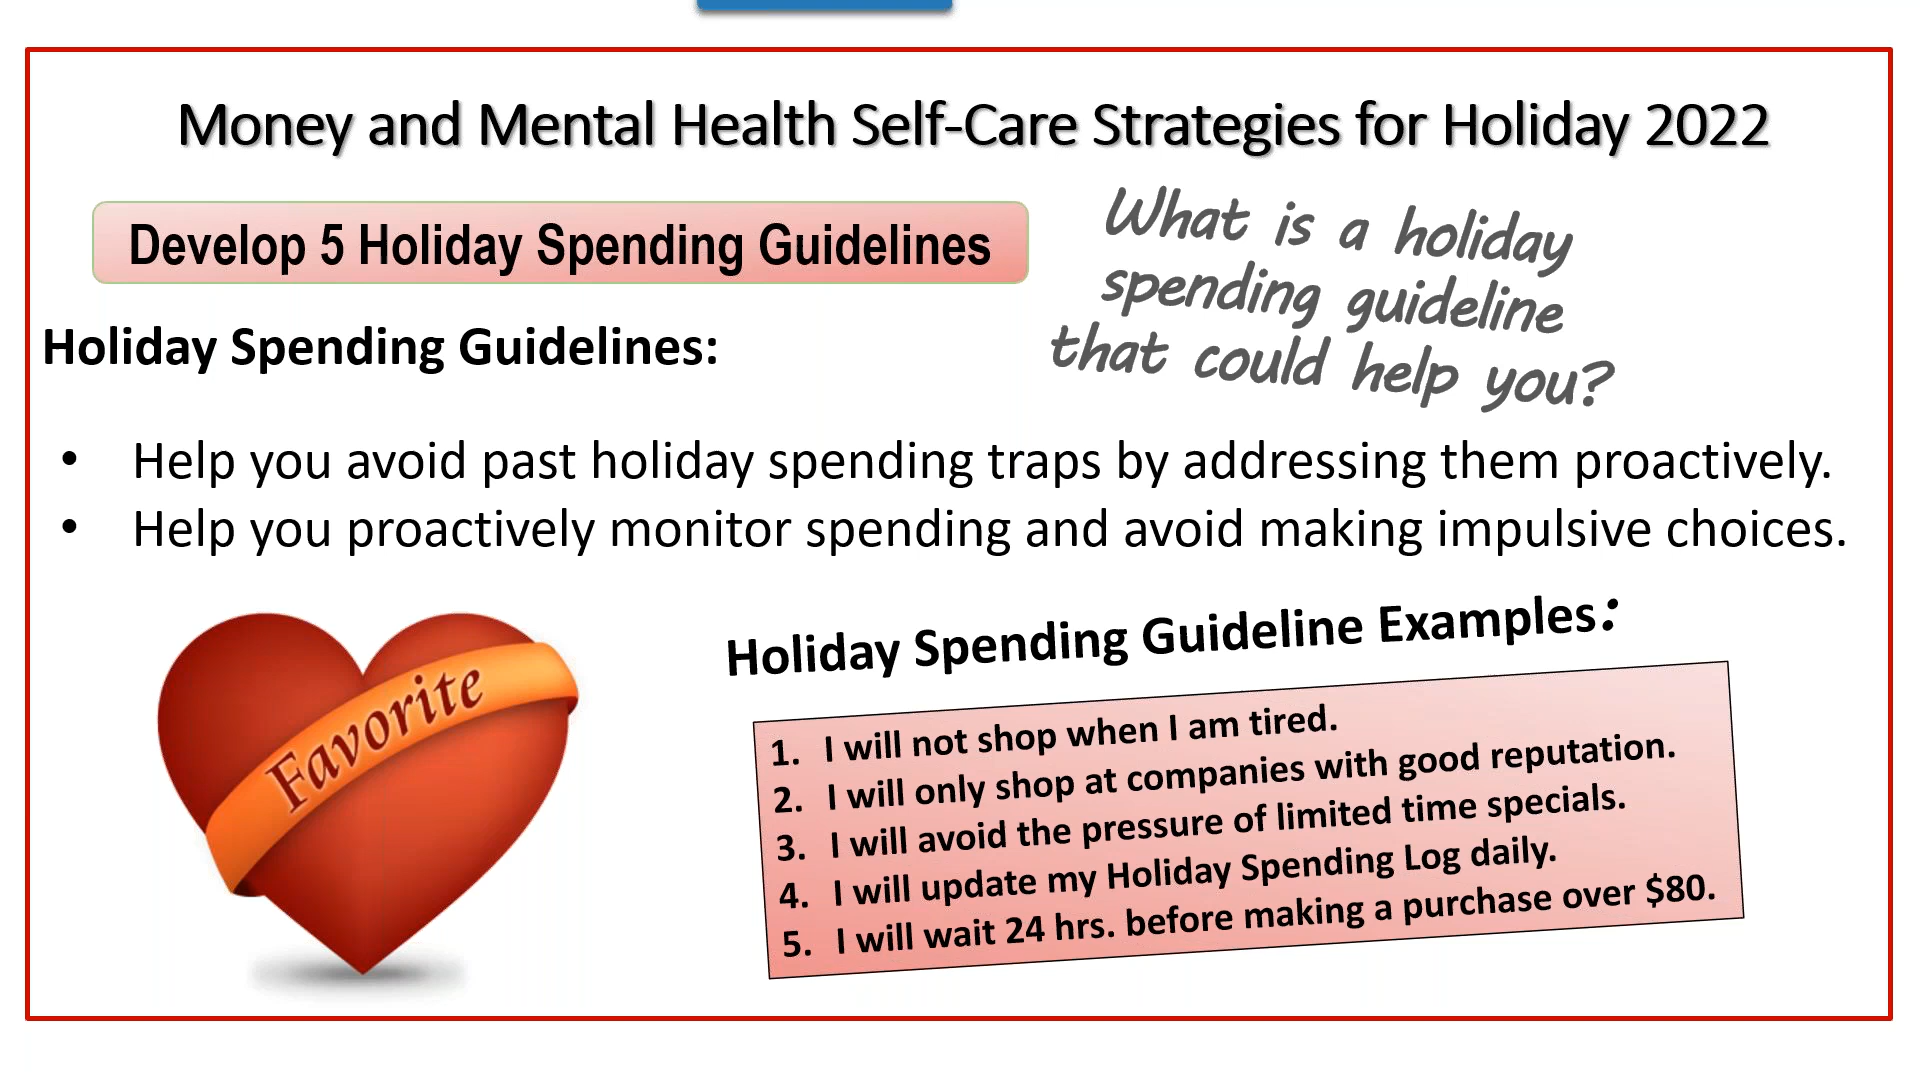 Money and Mental Health Self-Care Strategies for Holiday 2022
Develop 5 Holiday Spending Guidelines
What is a holiday
spending guideline
that could help you?
Holiday Spending Guidelines:
• Help you avoid past holiday spending traps by addressing them proactively.
• Help you proactively monitor spending and avoid making impulsive choices.
Favorite
Holiday Spending Guideline Examples:
1. I will not shop when I am tired.
2. I will only shop at companies with good reputation.
3. I will avoid the pressure of limited time specials.
4. I will update my Holiday Spending Log daily.
5. I will wait 24 hrs. before making a purchase over $80.